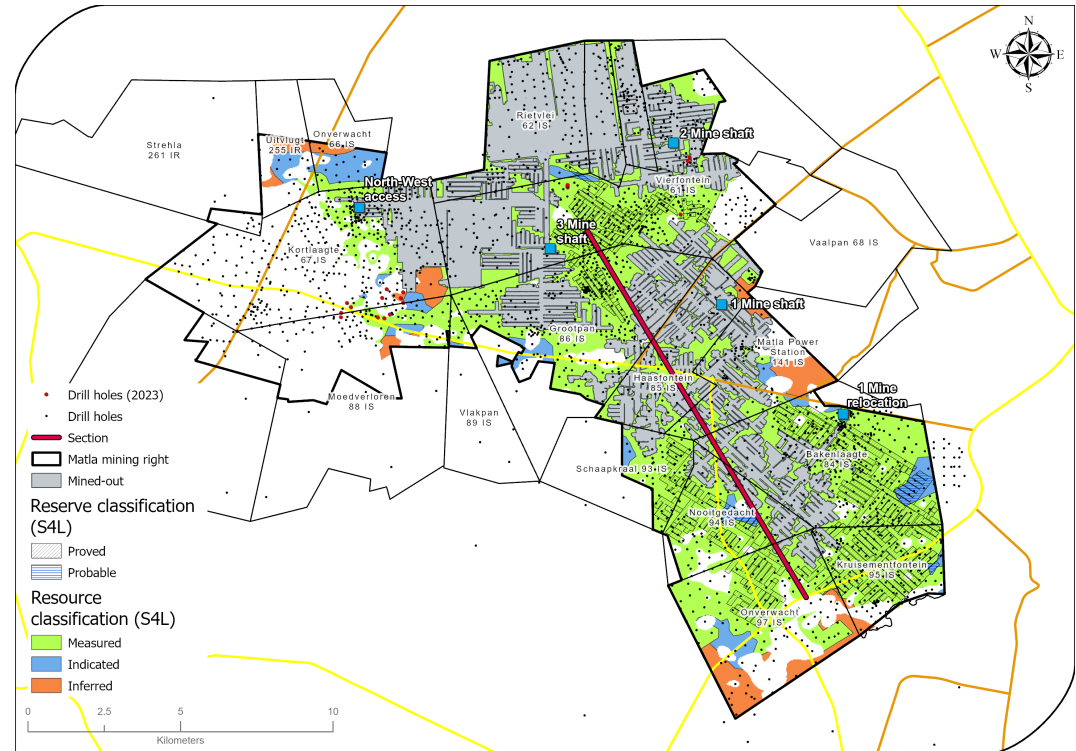 N
W
E
S
Rietvlei
62 IS
2 Mine shaft
Strehla
261 IR
Uitvlugt
255 IR
Onverwacht
66 IS
North-West
access
Vierfontein
61 IS
3 Mine
shaft
Vaalpan 68 IS
Kortlaagte
67 IS
1 Mine shaft
Grootpan
86 IS
Matla Power
Station
141 IS
Haasfontein
85 IS
1 Mine
relocation
Moedverloren
88 IS
Vlakpan
89 IS
Schaapkraal 93 IS
Bakenlaagte
84 IS
Nooitgedacht
94 IS
Kruisementfontein
95 IS
Onverwacht
97 IS
Drill holes (2023)
Drill holes
Section
Matla mining right
Mined-out
Reserve classification
(S4L)
Proved
Probable
Resource
classification (S4L)
Measured
Indicated
Inferred
0
2.5
5
10
Kilometers